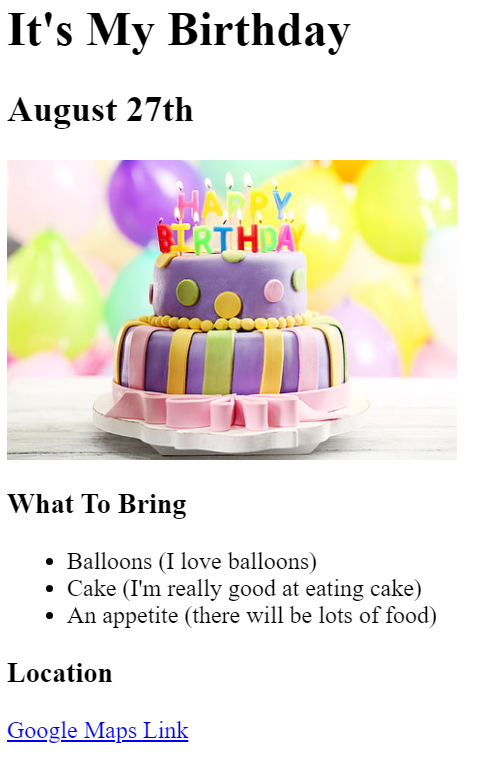 It's My Birthday
August 27th
HAPPY
BIRTHDAY
What To Bring
Balloons (I love balloons)
Cake (I'm really good at eating cake)
An appetite (there will be lots of food)
Location
Google Maps Link